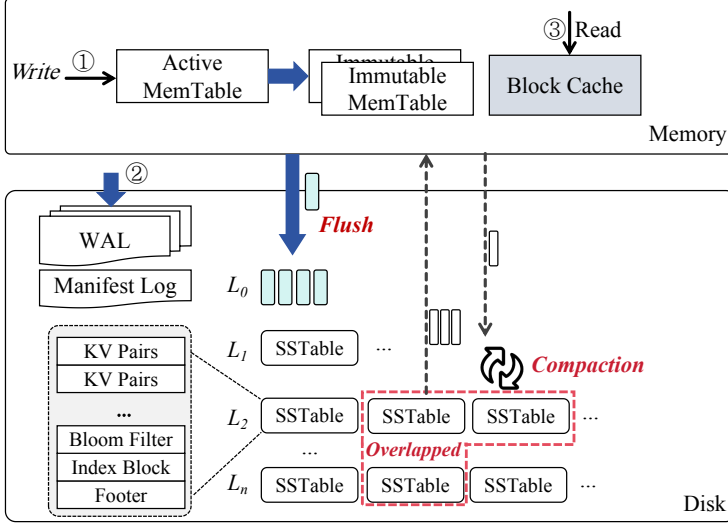 ③ Read
Write ①
Active
MemTable
Immutable
Immutable
MemTable
Block Cache
Memory
②
WAL
Flush
Manifest Log
L0
L1 SSTable ...
Compaction
KV Pairs
KV Pairs
...
Bloom Filter
Index Block
Footer
L2 SSTable SSTable SSTable ...
... Overlapped
Ln SSTable SSTable SSTable ...
Disk